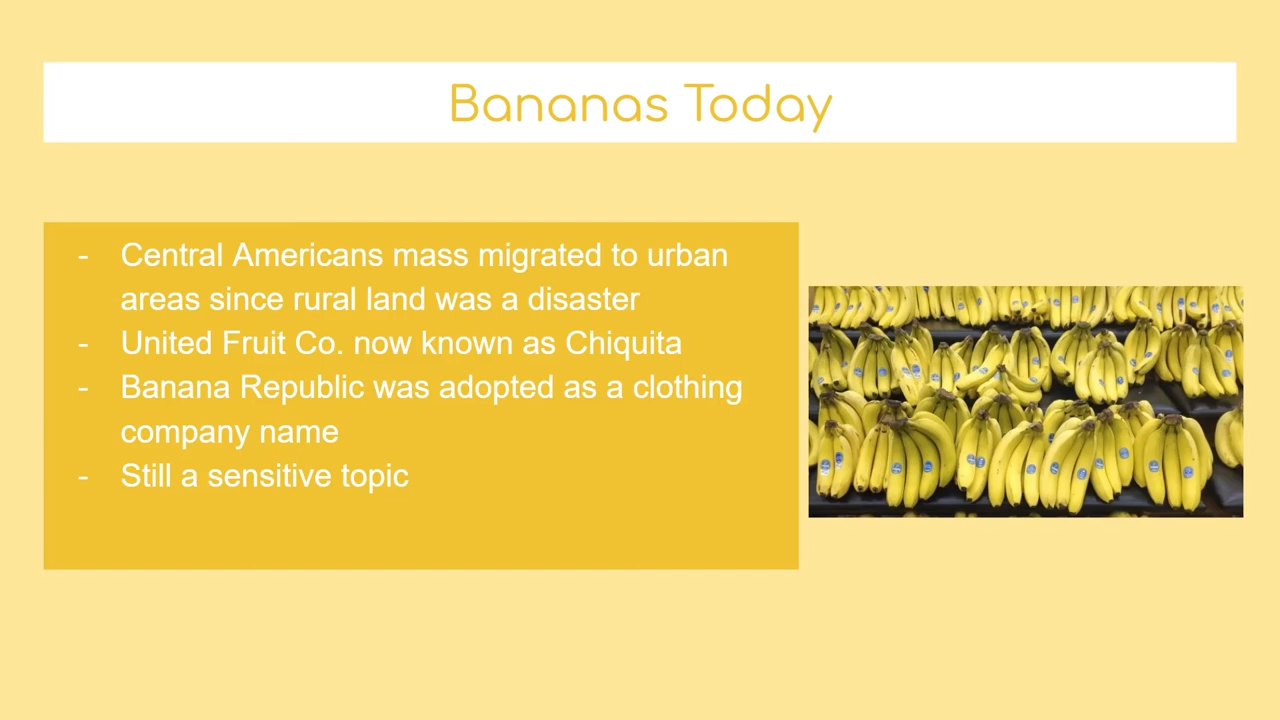 Bananas Today
- Central Americans mass migrated to urban
areas since rural land was a disaster
- United Fruit Co. now known as Chiquita
- Banana Republic was adopted as a clothing
company name
- Still a sensitive topic